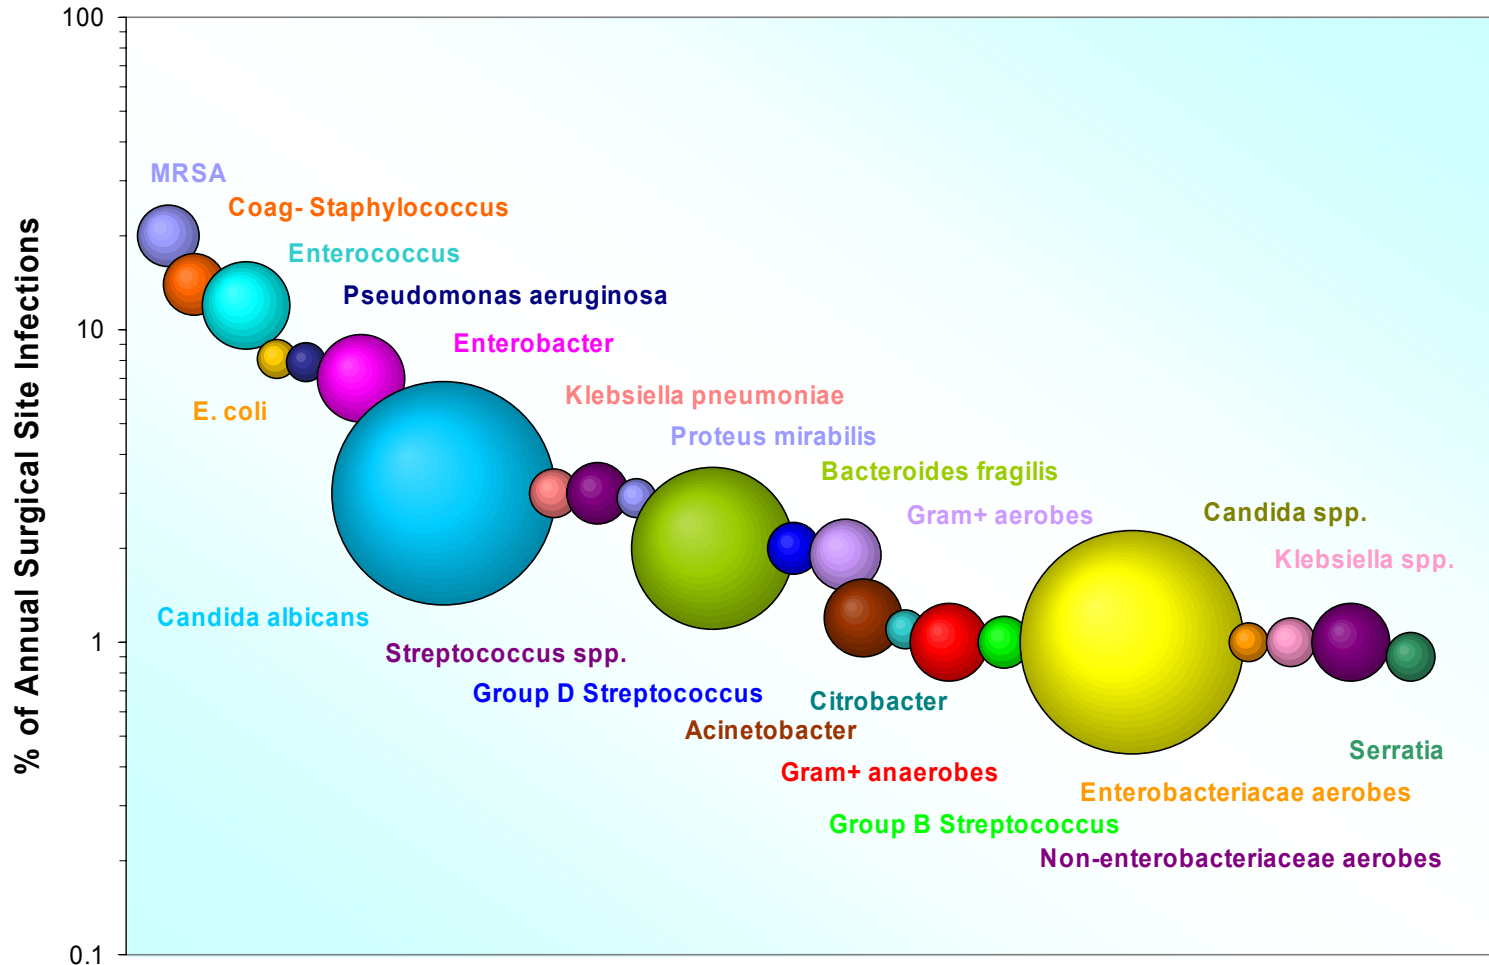 100
MRSA
Coag- Staphylococcus
Enterococcus
Pseudomonas aeruginosa
10
Enterobacter
Klebsiella pneumoniae
E. coli
Proteus mirabilis
Bacteroides fragilis
Gram+ aerobes
Candida spp.
Klebsiella spp.
% of Annual Surgical Site Infections
Candida albicans
1
Streptococcus spp.
Group D Streptococcus
Citrobacter
Acinetobacter
Serratia
Gram+ anaerobes
Enterobacteriacae aerobes
Group B Streptococcus
Non-enterobacteriaceae aerobes
0.1